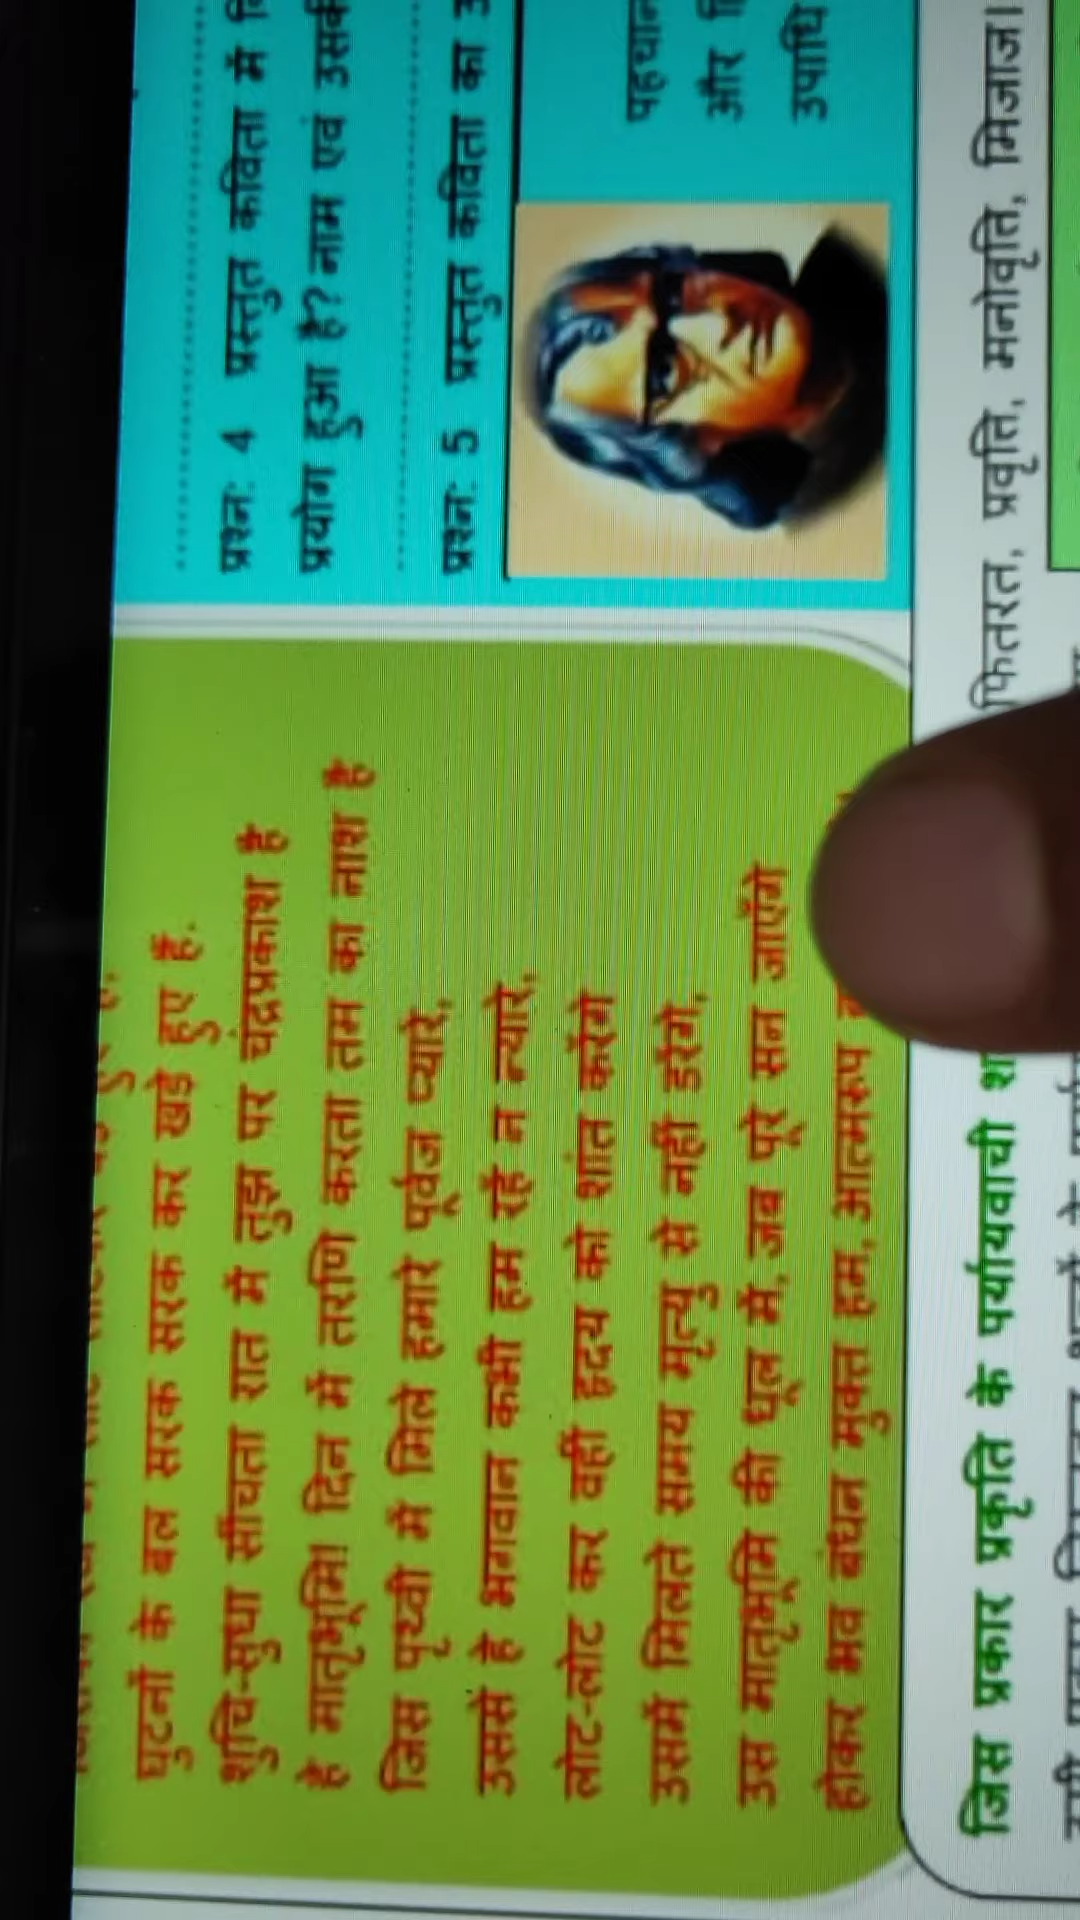 घुटनों के बल सरक सरक कर खड़े हुए हैं.
शुचि-सुधा सींचता रात में तुझ पर चंद्रप्रकाश है
हे मातृभूमि! दिन में तरणि करता तम का नाश है
जिस पृथ्वी में मिले हमारे पूर्वज प्यारे,
उससे हे भगवान कभी हम रहें न न्यारे,
लोट-लोट कर वहीं हृदय को शांत करेंगे
उसमें मिलते समय मृत्यु से नहीं डरेंगे,
उस मातृभूमि की धूल में, जब पूरे सन जाएँगे
होकर भव बंधन मुक्त हम, आत्मरूप
प्रश्न: 4 प्रस्तुत कविता में
प्रयोग हुआ है? नाम एवं
प्रश्न: 5 प्रस्तुत कविता का
पहचान
और
उपाधि
जिस प्रकार प्रकृति के पर्यायवाची फितरत, प्रवृति, मनोवृति, मिजाज।